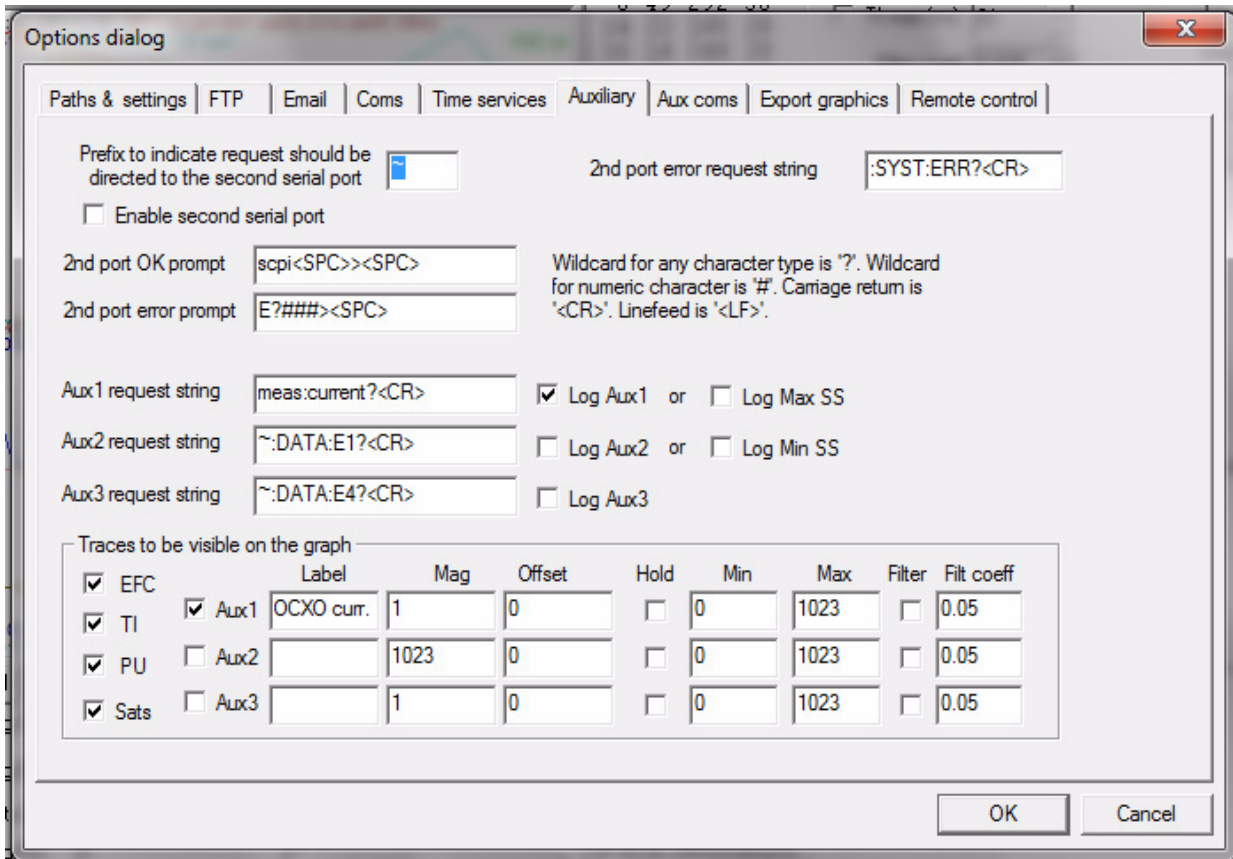 Options dialog
Paths & settings FTP Email Coms Time services Auxiliary Aux coms Export graphics Remote control
Prefix to indicate request should be
directed to the second serial port ~
2nd port error request string :SYST:ERR?<CR>
Enable second serial port
2nd port OK prompt scpi<SPC>><SPC>
2nd port error prompt E?###><SPC>
Wildcard for any character type is '?'. Wildcard
for numeric character is '#'. Carriage return is
'<CR>'. Linefeed is '<LF>'.
Aux1 request string meas:current?<CR> Log Aux1 or Log Max SS
Aux2 request string ~:DATA:E1?<CR> Log Aux2 or Log Min SS
Aux3 request string ~:DATA:E4?<CR> Log Aux3
Traces to be visible on the graph
Label Mag Offset Hold Min Max Filter Filt coeff
EFC
Aux1 OCXO curr. 1 0 0 1023 0.05
TI
Aux2 1023 0 0 1023 0.05
PU
Aux3 1 0 0 1023 0.05
Sats
OK Cancel